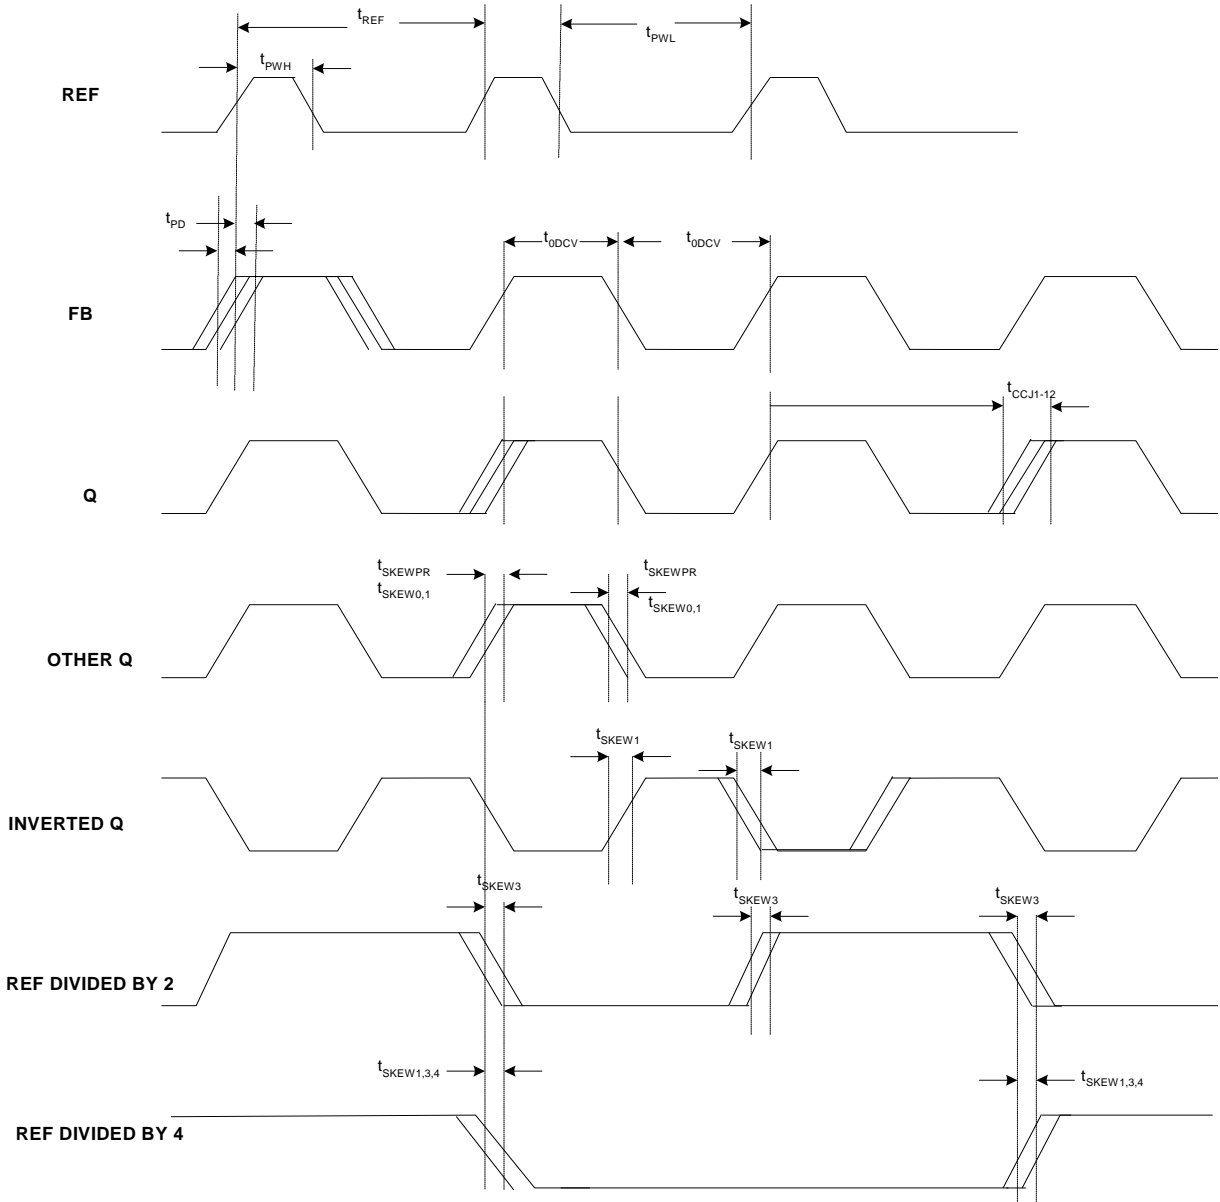 tREF
tPWL
tPWH
REF
tPD
t0DCV
t0DCV
FB
tCCJ1-12
Q
tSKEWPR
tSKEW0,1
tSKEWPR
tSKEW0,1
OTHER Q
tSKEW1
tSKEW1
INVERTED Q
tSKEW3
tSKEW3
tSKEW3
REF DIVIDED BY 2
tSKEW1,3,4
tSKEW1,3,4
REF DIVIDED BY 4